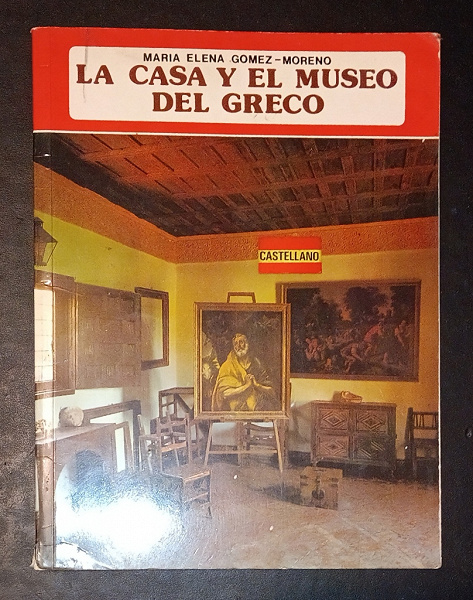 MARIA ELENA GOMEZ-MORENO
LA CASA Y EL MUSEO
DEL GRECO
CASTELLANO